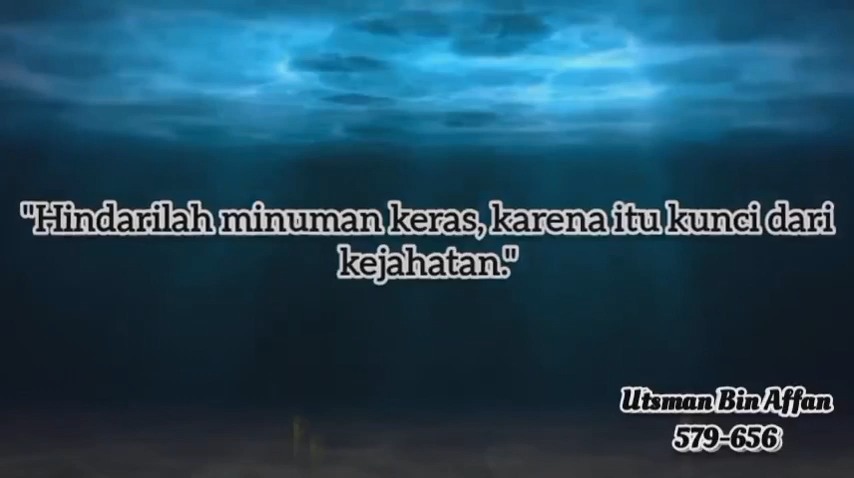 "Hindarilah minuman keras, karena itu kunci dari
kejahatan."
Utsman Bin Affan
579-656